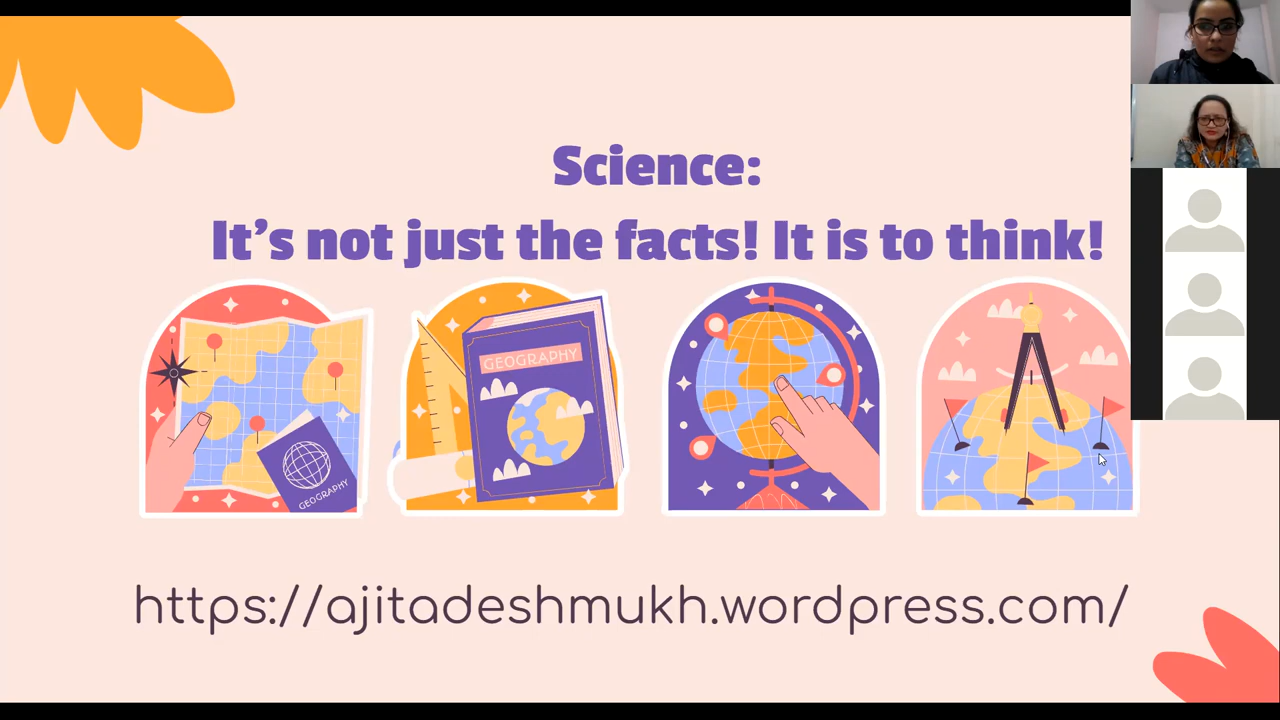 Science:
It's not just the facts! It is to think!
GEOGRAPHY
GEOGRAPHY
https://ajitadeshmukh.wordpress.com/